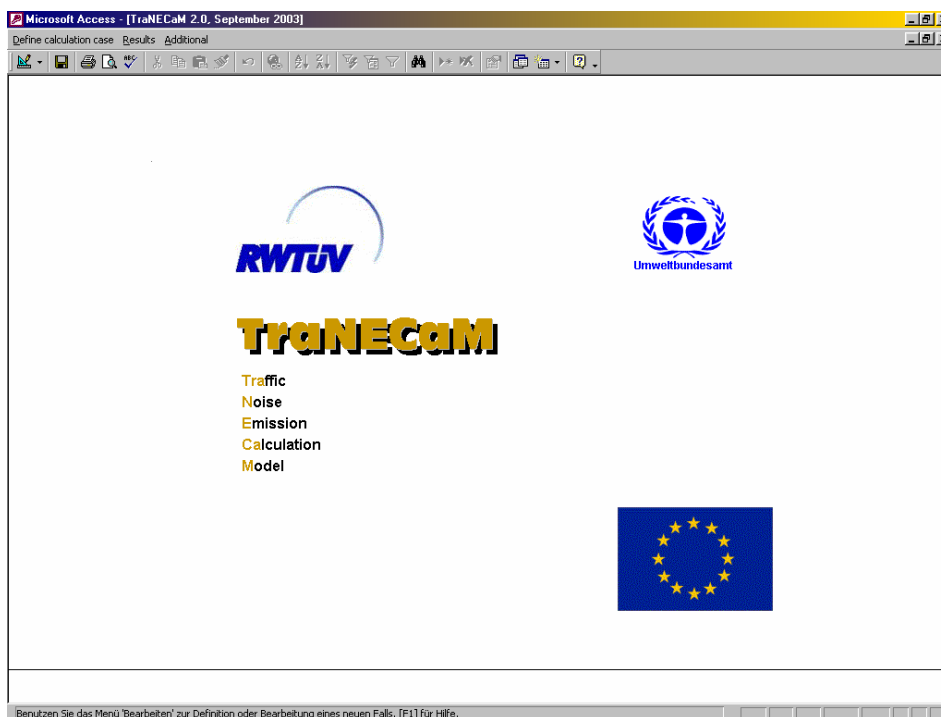 Microsoft Access - [TraNECaM 2.0, September 2003]
Define calculation case Results Additional
RWTÜV
Umweltbundesamt
TraNECaM
Traffic
Noise
Emission
Calculation
Model
Benutzen Sie das Menü 'Bearbeiten' zur Definition oder Bearbeitung eines neuen Falls. [F1] für Hilfe.